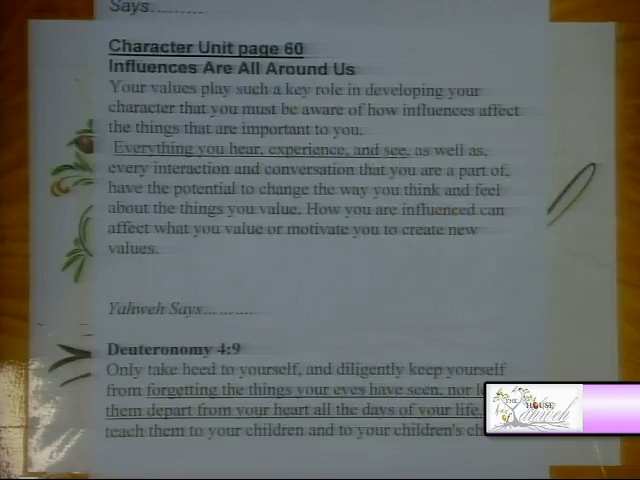 Says..........
Character Unit page 60
Influences Are All Around Us
Your values play such a key role in developing your
character that you must be aware of how influences affect
the things that are important to you.
Everything you hear, experience, and see, as well as,
every interaction and conversation that you are a part of,
have the potential to change the way you think and feel
about the things you value. How you are influenced can
affect what you value or motivate you to create new
values.
Yahweh Says..........
Deuteronomy 4:9
Only take heed to yourself, and diligently keep yourself
from forgetting the things your eyes have seen, nor
them depart from your heart all the days of your life,
teach them to your children and to your children's
THE
HOUSE
Yahweh